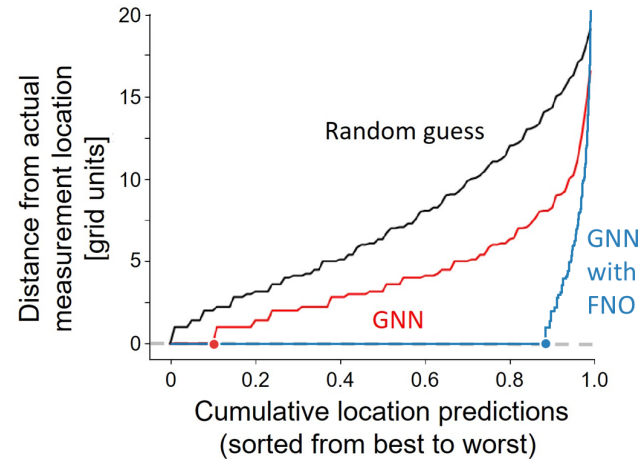 Distance from actual
measurement location
[grid units]
20
15
10
5
0
Random guess
GNN
GNN
with
FNO
0
0.2
0.4
0.6
0.8
1.0
Cumulative location predictions
(sorted from best to worst)